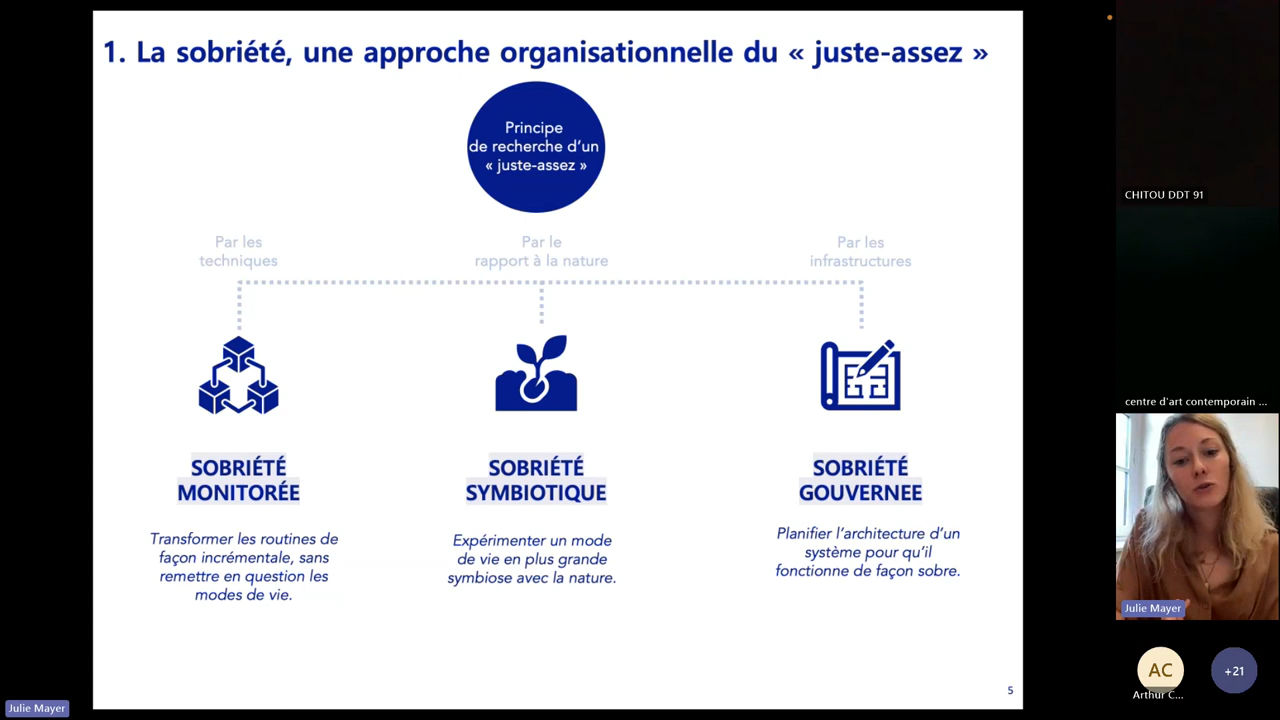 1. La sobriété, une approche organisationnelle du « juste-assez »
Principe
de recherche d'un
« juste-assez »
Par les
techniques
Par le
rapport à la nature
Par les
infrastructures
SOBRIÉTÉ
MONITORÉE
Transformer les routines de
façon incrémentale, sans
remettre en question les
modes de vie.
SOBRIÉTÉ
SYMBIOTIQUE
Expérimenter un mode
de vie en plus grande
symbiose avec la nature.
SOBRIÉTÉ
GOUVERNEE
Planifier l'architecture d'un
système pour qu'il
fonctionne de façon sobre.
5
CHITOU DDT 91
centre d'art contemporain ...
Julie Mayer
AC
Arthur C...
+21
Julie Mayer